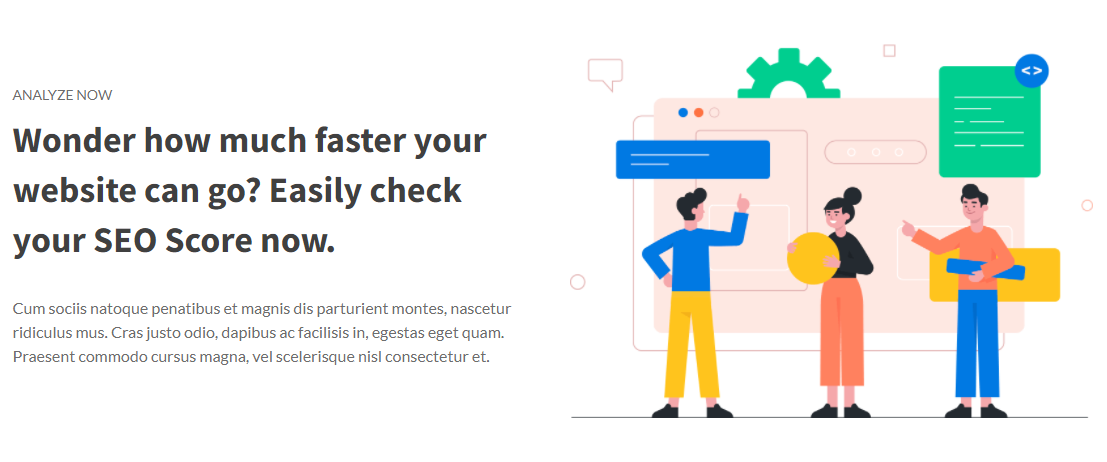 ANALYZE NOW
Wonder how much faster your
website can go? Easily check
your SEO Score now.
Cum sociis natoque penatibus et magnis dis parturient montes, nascetur
ridiculus mus. Cras justo odio, dapibus ac facilisis in, egestas eget quam.
Praesent commodo cursus magna, vel scelerisque nisl consectetur et.
<>